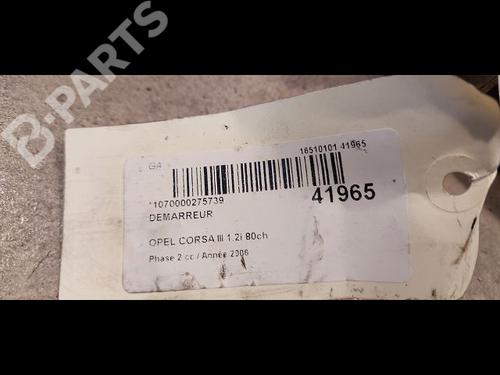 B-PARTS
GA
16510101 41965
*1070000275739
41965
DEMARREUR
OPEL CORSA III 1.2i 80ch
Phase 2 cc / Année 2006